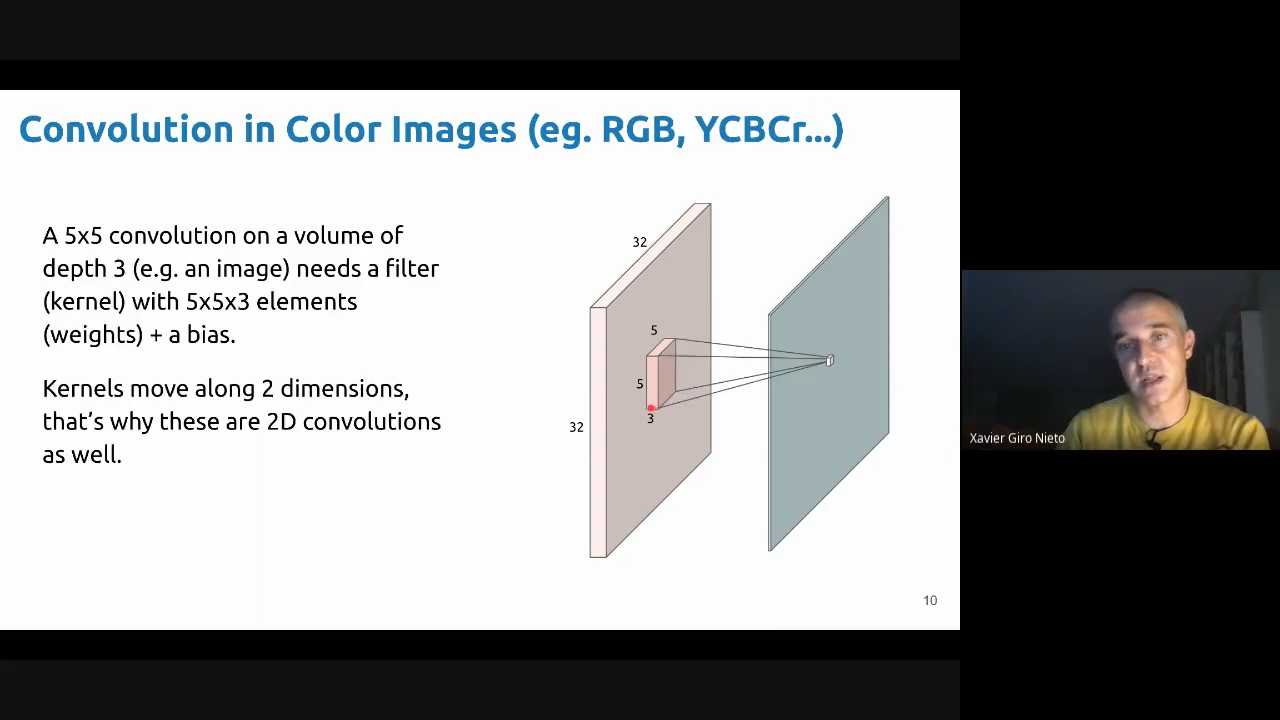 Convolution in Color Images (eg. RGB, YCBCr...)
A 5x5 convolution on a volume of
depth 3 (e.g. an image) needs a filter
(kernel) with 5x5x3 elements
(weights) + a bias.
Kernels move along 2 dimensions,
that's why these are 2D convolutions
as well.
32
5
5
3
32
10
Xavier Giro Nieto